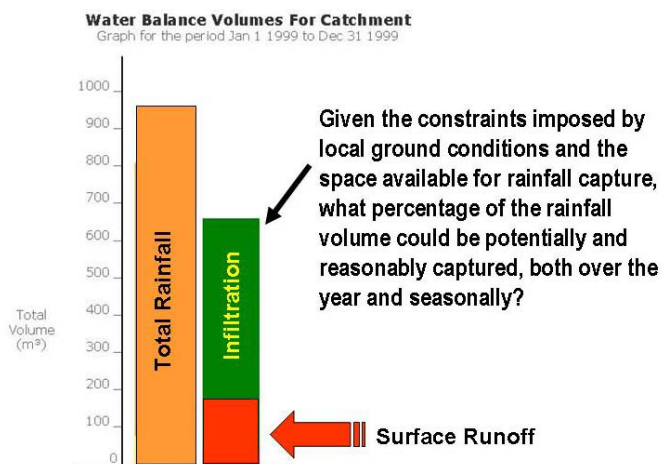 Water Balance Volumes For Catchment
Graph for the period Jan 1 1999 to Dec 31 1999
1000
900
800
700
600
500
400
300
200
100
0
Total
Volume
(m³)
Total Rainfall
Infiltration
Given the constraints imposed by
local ground conditions and the
space available for rainfall capture,
what percentage of the rainfall
volume could be potentially and
reasonably captured, both over the
year and seasonally?
Surface Runoff